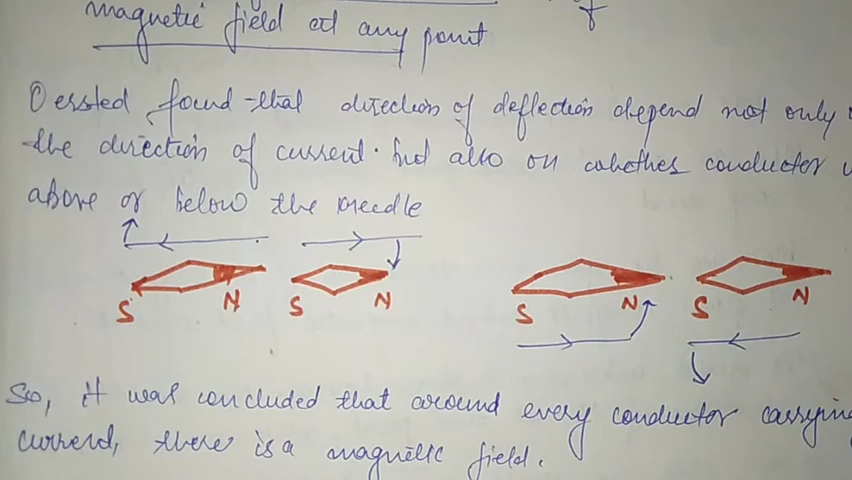 magnetic field at any point
Oersted found that direction of deflection depend not only
the direction of current but also on whether conductor
above or below the needle
S N S N S N S N
So, it was concluded that around every conductor carrying
current, there is a magnetic field.